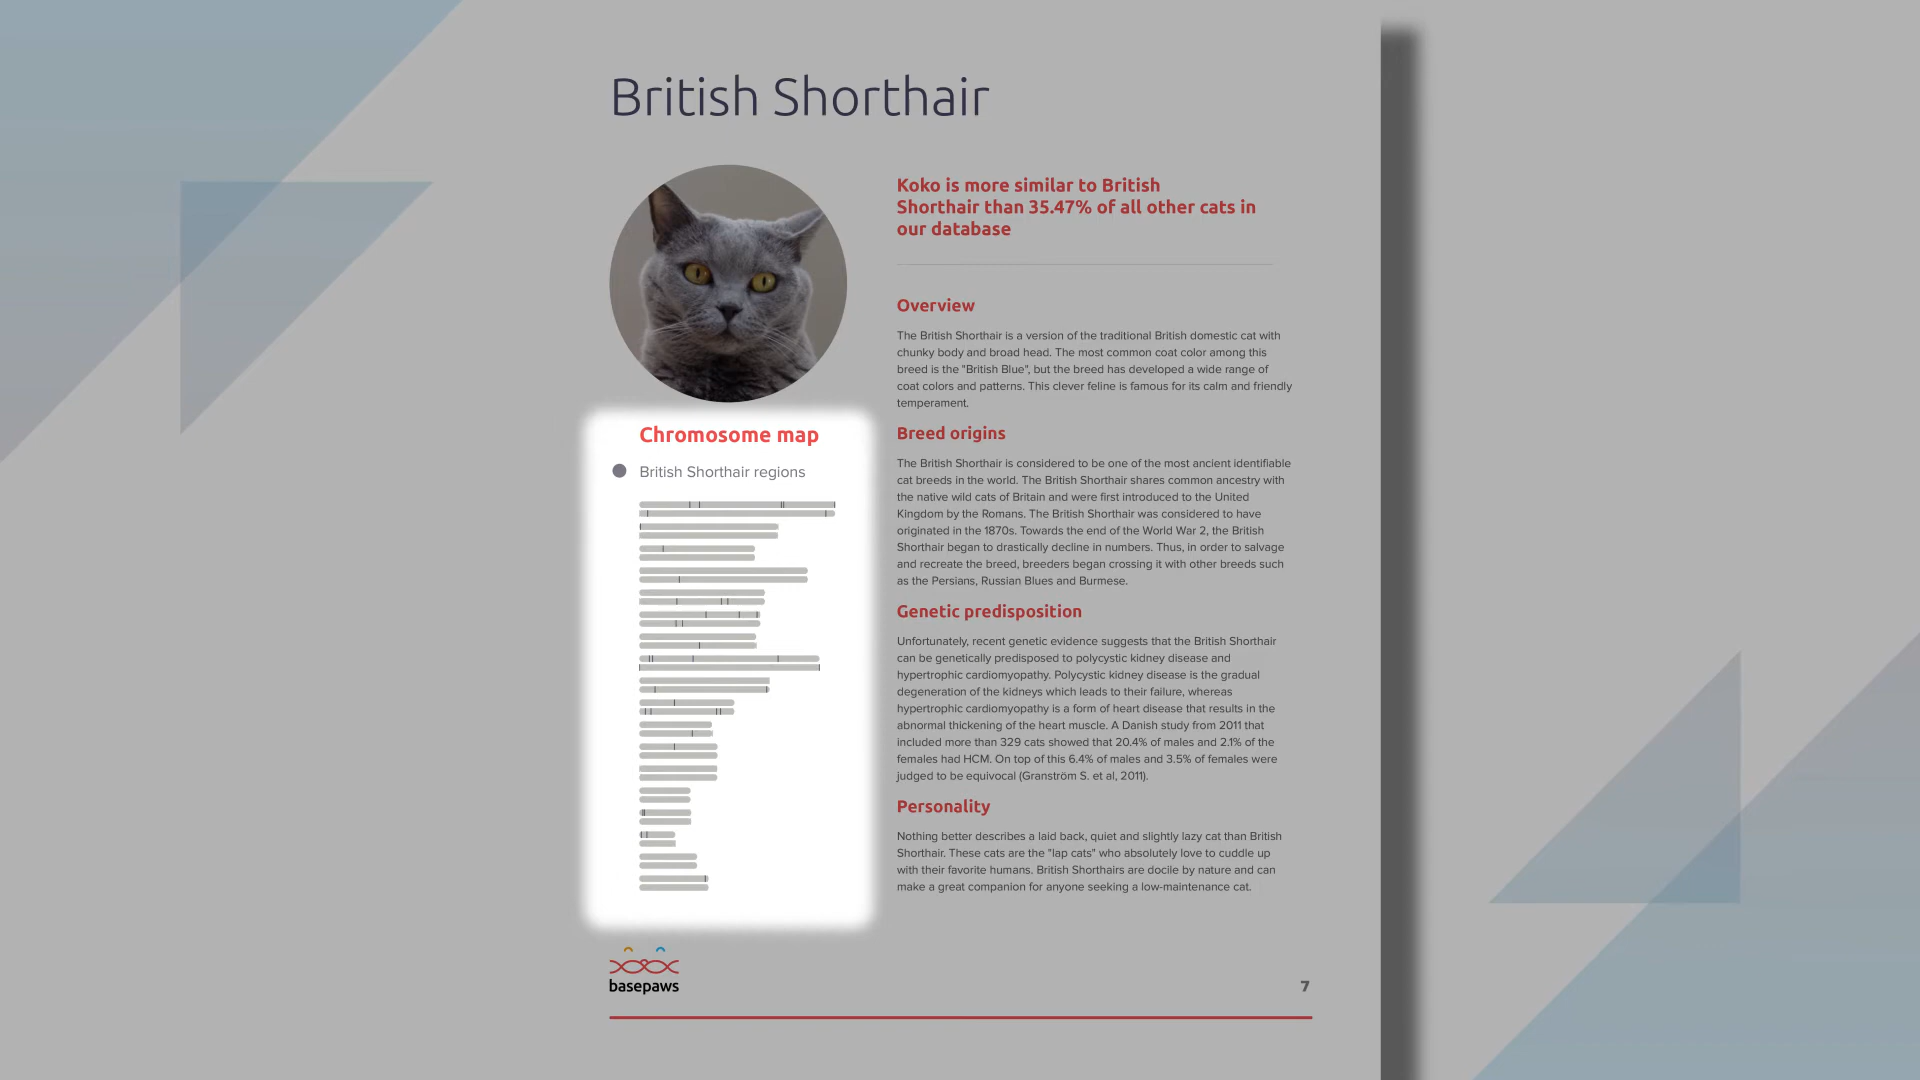 British Shorthair
Koko is more similar to British
Shorthair than 35.47% of all other cats in
our database
Overview
The British Shorthair is a version of the traditional British domestic cat with
chunky body and broad head. The most common coat color among this
breed is the "British Blue", but the breed has developed a wide range of
coat colors and patterns. This clever feline is famous for its calm and friendly
temperament.
Chromosome map
British Shorthair regions
Breed origins
The British Shorthair is considered to be one of the most ancient identifiable
cat breeds in the world. The British Shorthair shares common ancestry with
the native wild cats of Britain and were first introduced to the United
Kingdom by the Romans. The British Shorthair was considered to have
originated in the 1870s. Towards the end of the World War 2, the British
Shorthair began to drastically decline in numbers. Thus, in order to salvage
and recreate the breed, breeders began crossing it with other breeds such
as the Persians, Russian Blues and Burmese.
Genetic predisposition
Unfortunately, recent genetic evidence suggests that the British Shorthair
can be genetically predisposed to polycystic kidney disease and
hypertrophic cardiomyopathy. Polycystic kidney disease is the gradual
degeneration of the kidneys which leads to their failure, whereas
hypertrophic cardiomyopathy is a form of heart disease that results in the
abnormal thickening of the heart muscle. A Danish study from 2011 that
included more than 329 cats showed that 20.4% of males and 2.1% of the
females had HCM. On top of this 6.4% of males and 3.5% of females were
judged to be equivocal (Granström S. et al, 2011).
Personality
Nothing better describes a laid back, quiet and slightly lazy cat than British
Shorthair. These cats are the "lap cats" who absolutely love to cuddle up
with their favorite humans. British Shorthairs are docile by nature and can
make a great companion for anyone seeking a low-maintenance cat.
basepaws
7